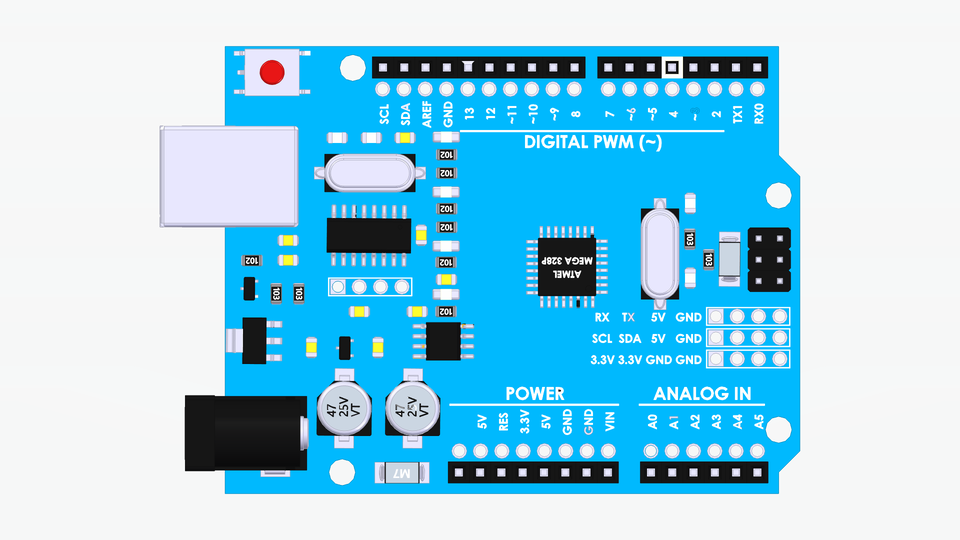 SCL SDA AREF GND 13 12 ~11 ~10 ~9 8 7 ~6 ~5 4 2 TX1 RX0
DIGITAL PWM (~)
102
102
102
102
102
102
102
103
103
103
103
ATMEL
MEGA 328P
RX TX 5V GND
SCL SDA 5V GND
3.3V 3.3V GND GND
47
25V
VT
47
25V
VT
M7
POWER
5V RES 3.3V 5V GND GND VIN
ANALOG IN
A0 A1 A2 A3 A4 A5